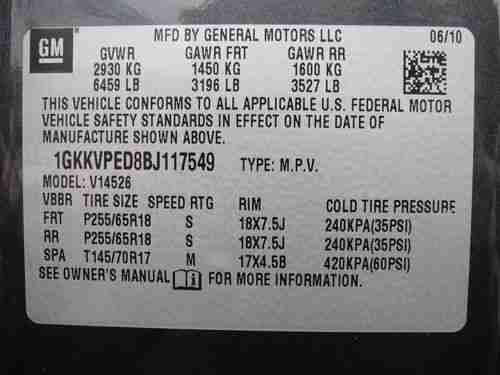 GM
MFD BY GENERAL MOTORS LLC 06/10
GVWR GAWR FRT GAWR RR
2930 KG 1450 KG 1600 KG
6459 LB 3196 LB 3527 LB
THIS VEHICLE CONFORMS TO ALL APPLICABLE U.S. FEDERAL MOTOR
VEHICLE SAFETY STANDARDS IN EFFECT ON THE DATE OF
MANUFACTURE SHOWN ABOVE.
1GKKVPED8BJ117549 TYPE: M.P.V.
MODEL: V14526
VBBR TIRE SIZE SPEED RTG RIM COLD TIRE PRESSURE
FRT P255/65R18 S 18X7.5J 240KPA(35PSI)
RR P255/65R18 S 18X7.5J 240KPA(35PSI)
SPA T145/70R17 M 17X4.5B 420KPA(60PSI)
SEE OWNER'S MANUAL i FOR MORE INFORMATION.